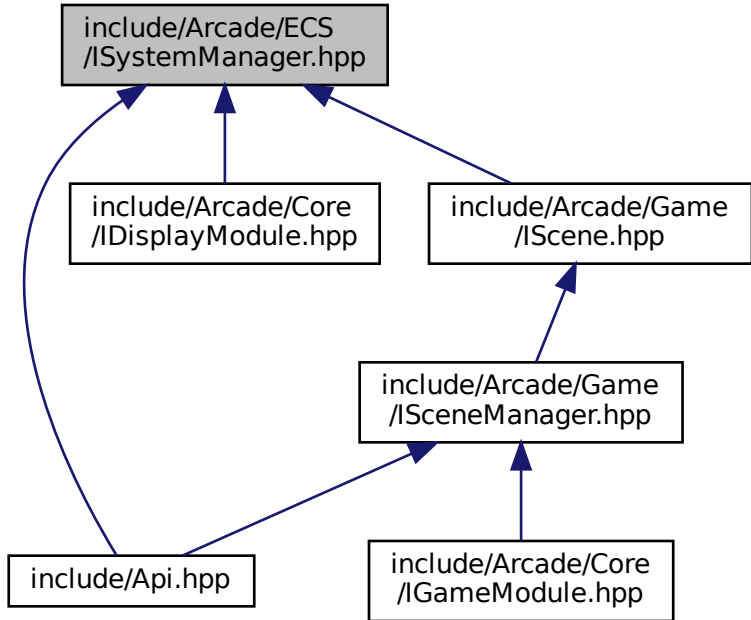 include/Arcade/ECS
/ISystemManager.hpp
include/Arcade/Core
/IDisplayModule.hpp
include/Arcade/Game
/IScene.hpp
include/Arcade/Game
/ISceneManager.hpp
include/Api.hpp
include/Arcade/Core
/IGameModule.hpp